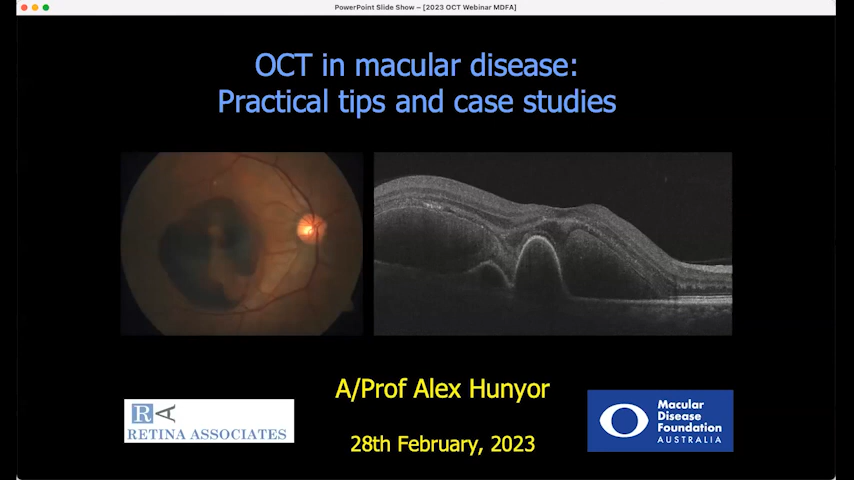 PowerPoint Slide Show – [2023 OCT Webinar MDFA]
OCT in macular disease:
Practical tips and case studies
A/Prof Alex Hunyor
28th February, 2023
RA
RETINA ASSOCIATES
Macular
Disease
Foundation
AUSTRALIA